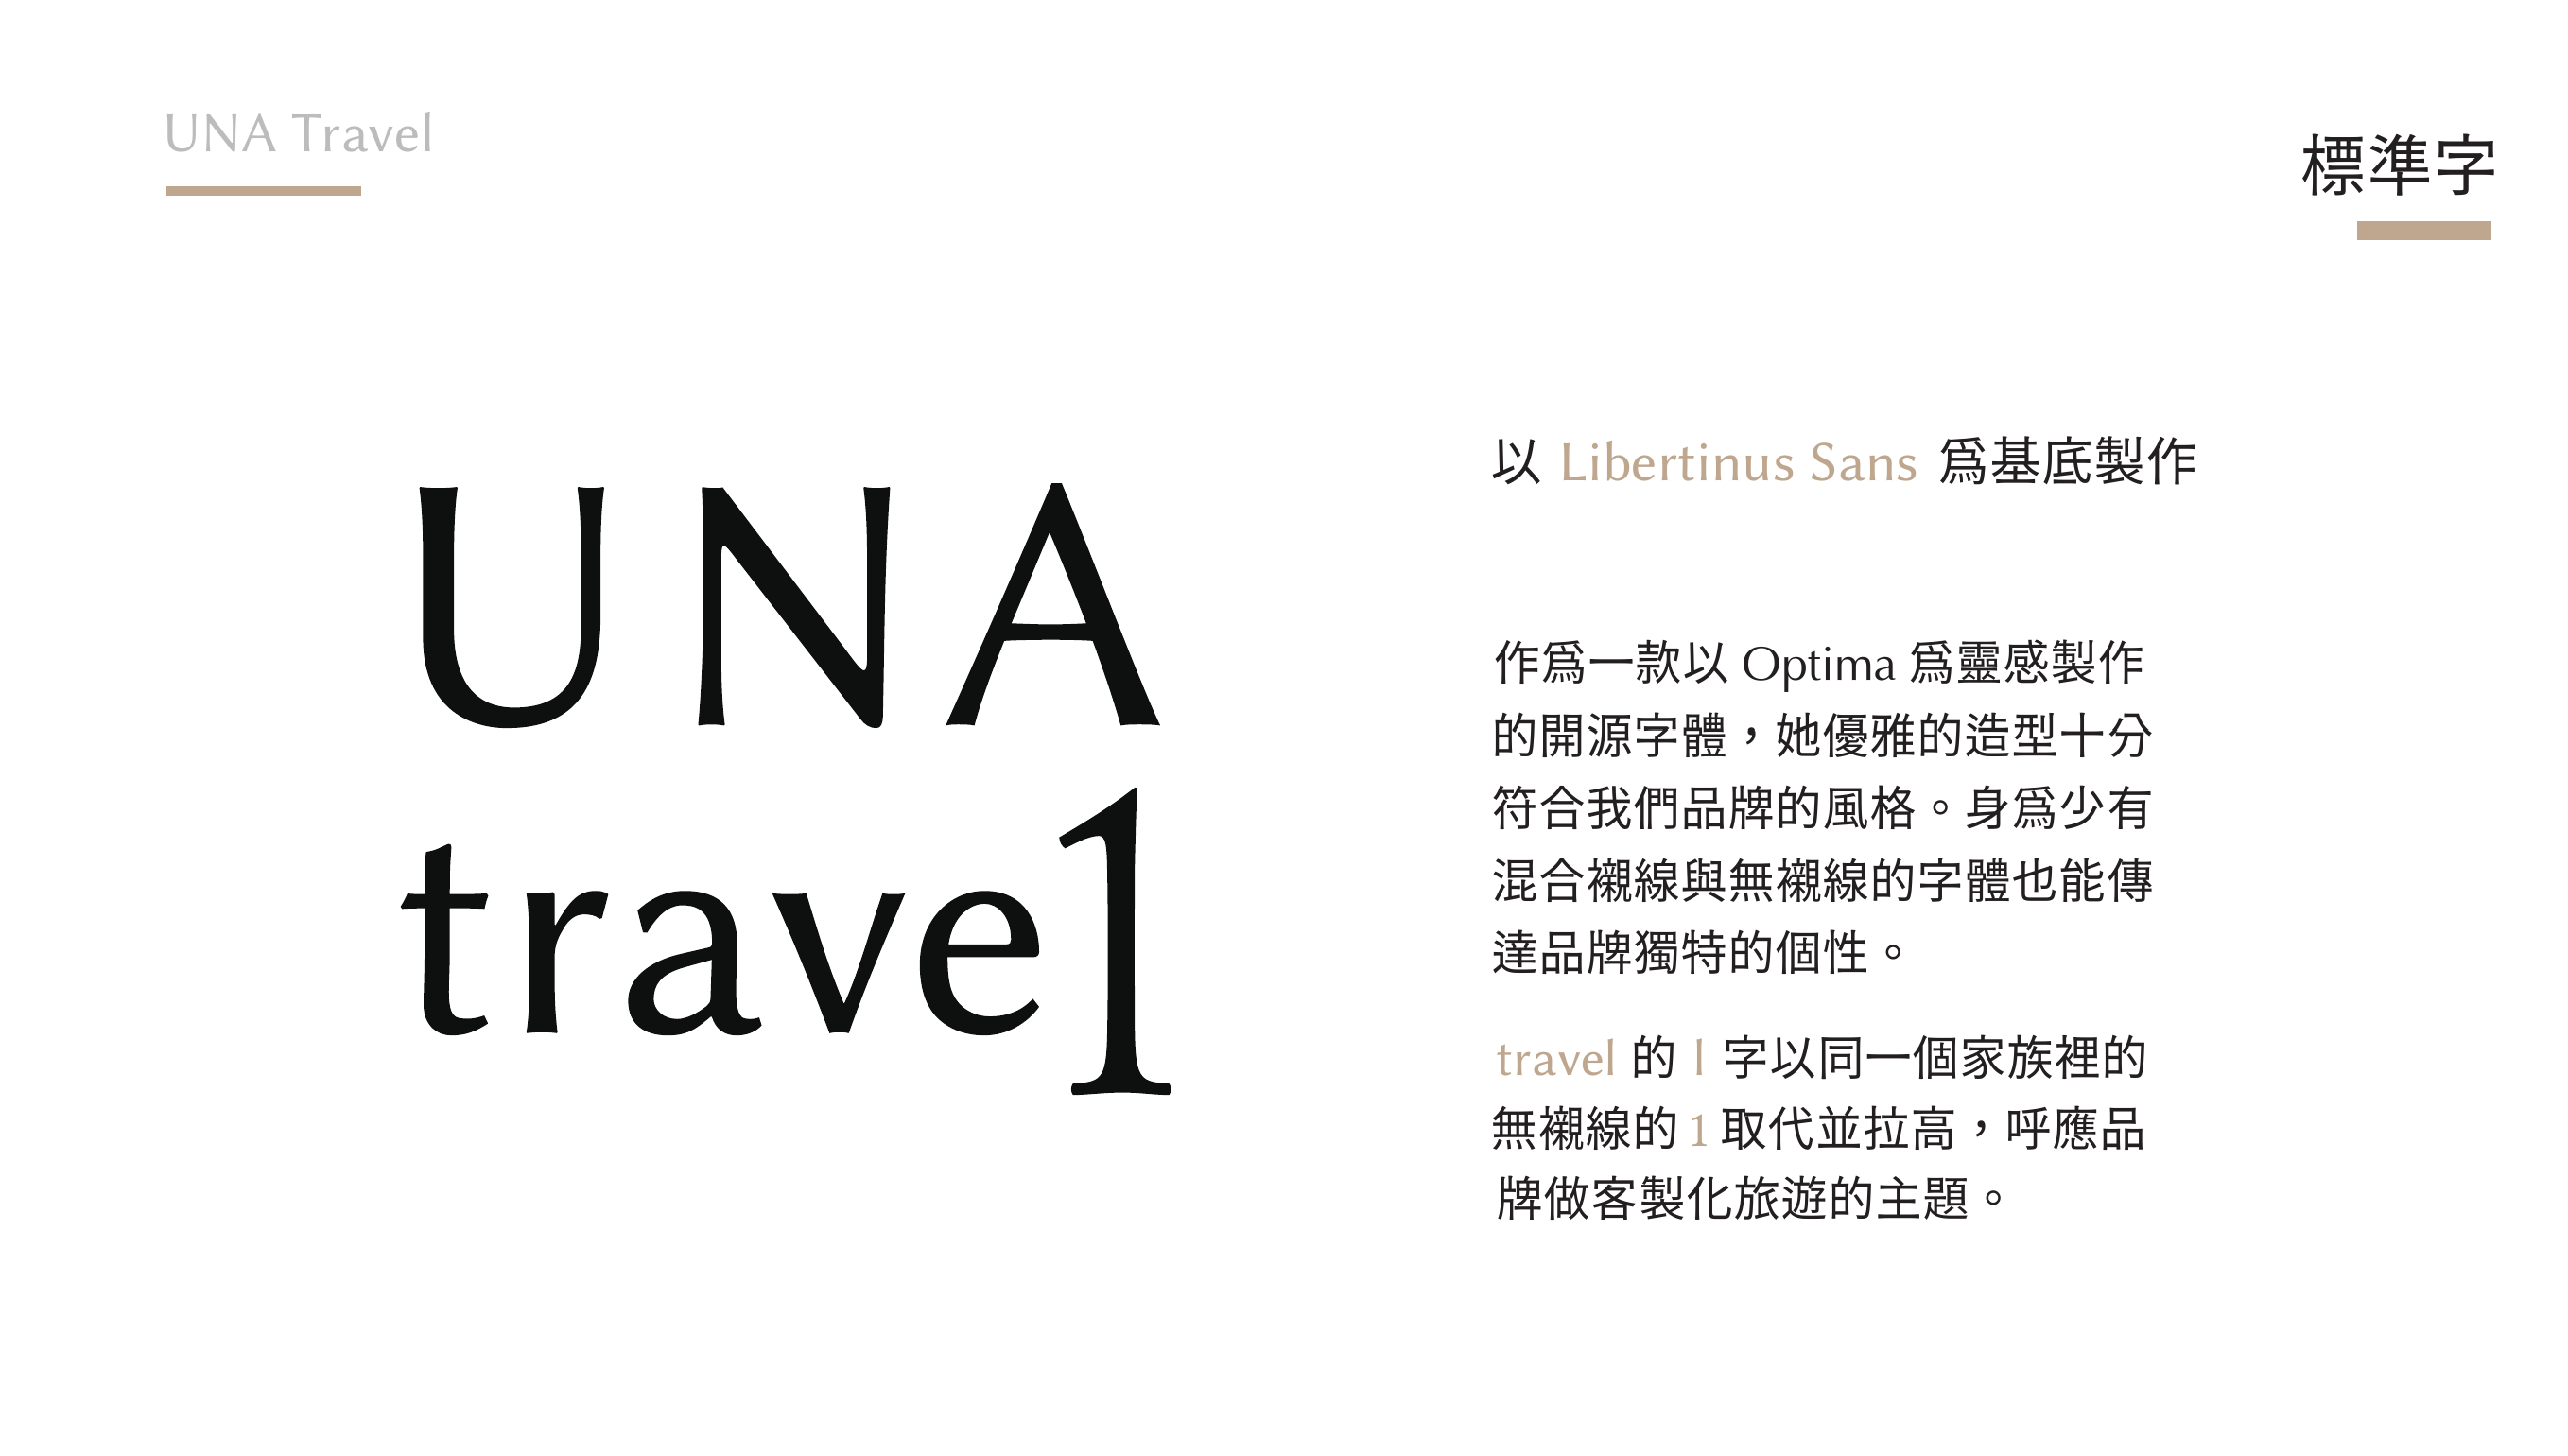 UNA Travel
標準字
UNA
trave1
以 Libertinus Sans 爲基底製作
作爲一款以 Optima 爲靈感製作
的開源字體，她優雅的造型十分
符合我們品牌的風格。身爲少有
混合襯線與無襯線的字體也能傳
達品牌獨特的個性。
travel 的 l 字以同一個家族裡的
無襯線的 1 取代並拉高，呼應品
牌做客製化旅遊的主題。